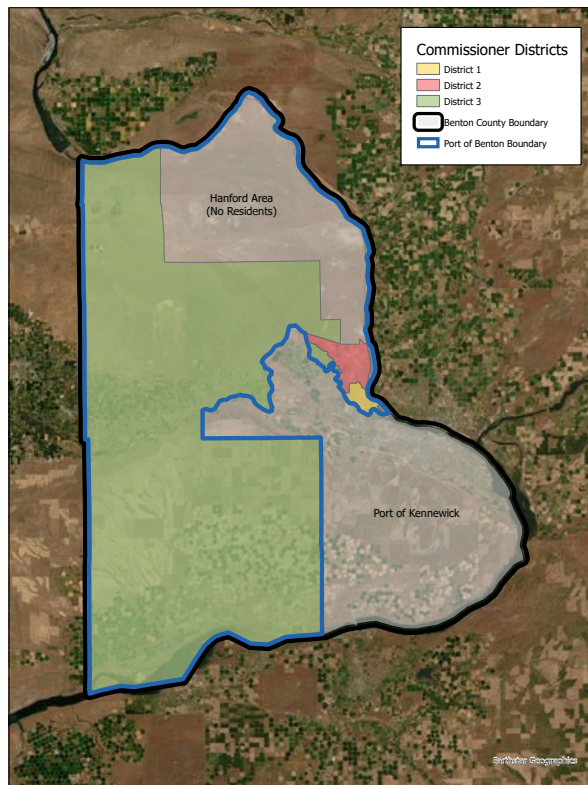 Commissioner Districts
District 1
District 2
District 3
Benton County Boundary
Port of Benton Boundary
Hanford Area
(No Residents)
Port of Kennewick
Earthstar Geographics